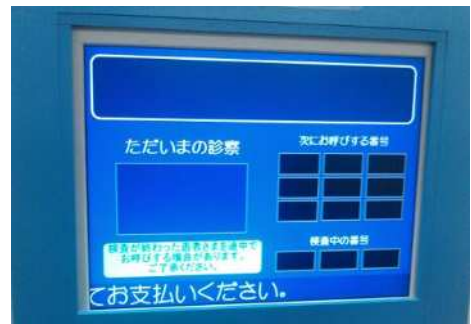 ただいまの診察
次にお呼びする番号
検査が終わった患者さまを途中で
お呼びする場合があります。
ご了承ください。
検査中の番号
てお支払いください。